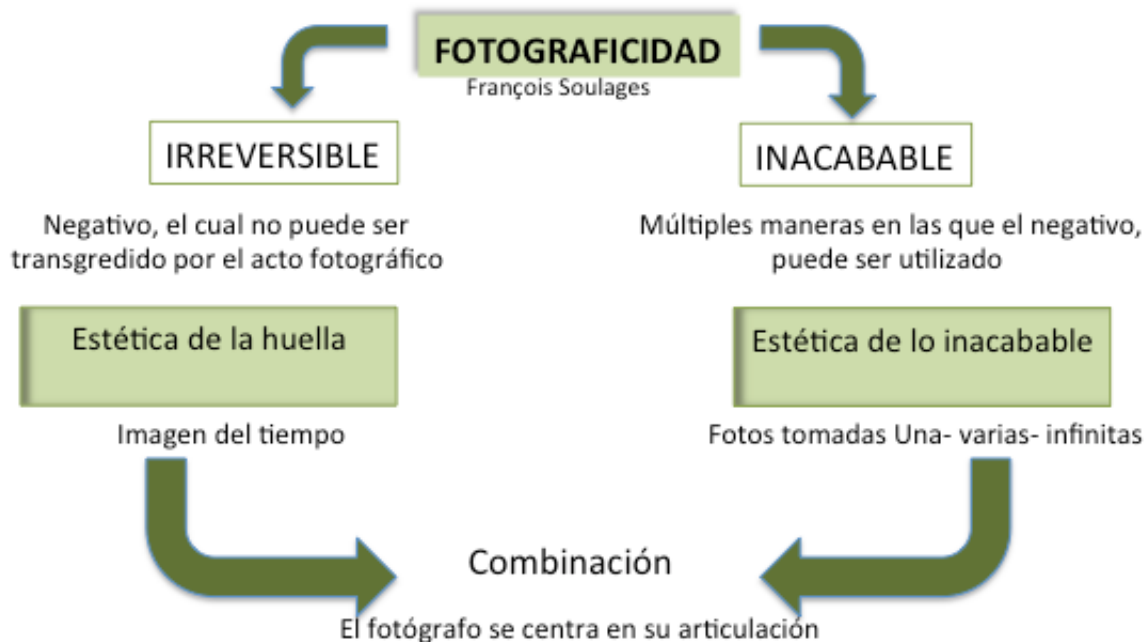 FOTOGRAFICIDAD
François Soulages
IRREVERSIBLE
Negativo, el cual no puede ser
transgredido por el acto fotográfico
Estética de la huella
Imagen del tiempo
INACABABLE
Múltiples maneras en las que el negativo,
puede ser utilizado
Estética de lo inacabable
Fotos tomadas Una- varias- infinitas
Combinación
El fotógrafo se centra en su articulación